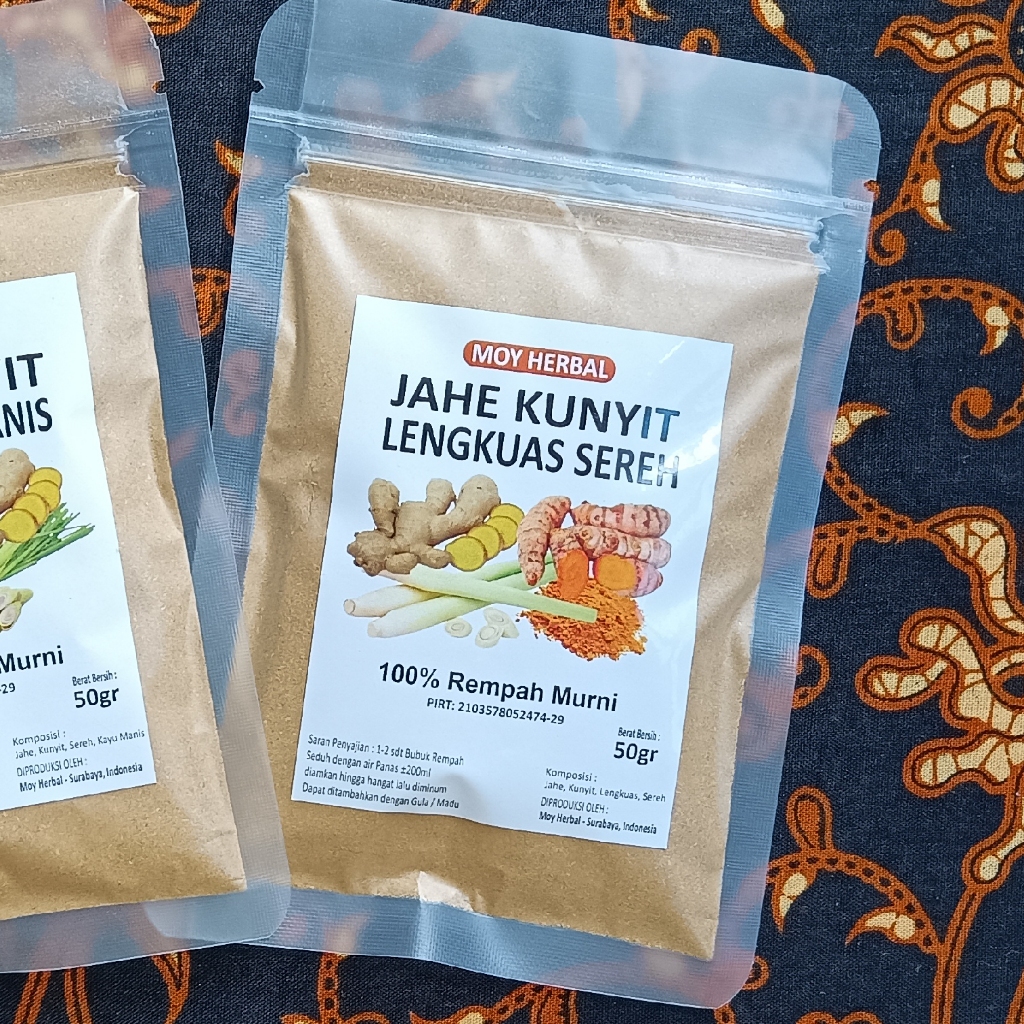 IT
ANIS
Murni
-29
Berat Bersih :
50gr
Komposisi :
Jahe, Kunyit, Sereh, Kayu Manis
DIPRODUKSI OLEH :
Moy Herbal - Surabaya, Indonesia
MOY HERBAL
JAHE KUNYIT
LENGKUAS SEREH
100% Rempah Murni
PIRT: 2103578052474-29
Berat Bersih :
50gr
Saran Penyajian : 1-2 sdt Bubuk Rempah
Seduh dengan air Panas ±200ml
diamkan hingga hangat lalu diminum
Dapat ditambahkan dengan Gula / Madu
Komposisi :
Jahe, Kunyit, Lengkuas, Sereh
DIPRODUKSI OLEH :
Moy Herbal - Surabaya, Indonesia